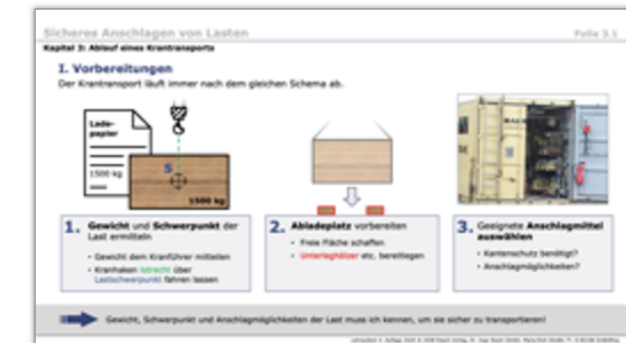 Sicheres Anschlagen von Lasten
Folie 3.1
Kapitel 3: Ablauf eines Krantransports
I. Vorbereitungen
Der Krantransport läuft immer nach dem gleichen Schema ab.
Lade-
papier
1500 kg
S
1500 kg
1. Gewicht und Schwerpunkt der
Last ermitteln
• Gewicht dem Kranführer mitteilen
• Kranhaken lotrecht über
Lastschwerpunkt fahren lassen
2. Abladeplatz vorbereiten
• Freie Fläche schaffen
• Unterleghölzer etc. bereitlegen
3. Geeignete Anschlagmittel
auswählen
• Kantenschutz benötigt?
• Anschlagmöglichkeiten?
Gewicht, Schwerpunkt und Anschlagmöglichkeiten der Last muss ich kennen, um sie sicher zu transportieren!